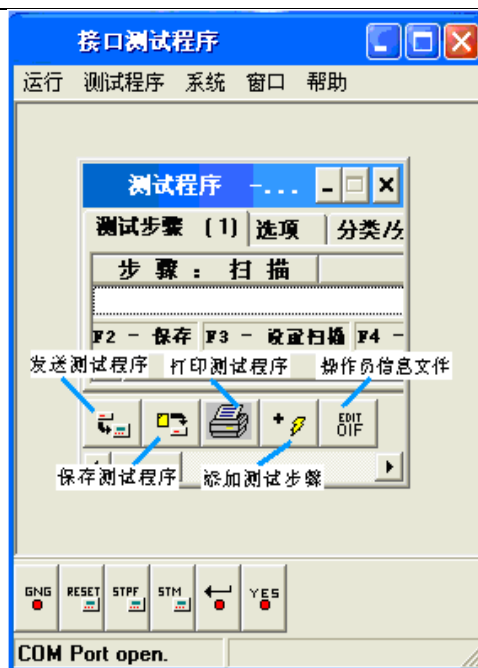 接口测试程序
运行 测试程序 系统 窗口 帮助
测试程序 -...
测试步骤 (1) 选项 分类/分
步骤：扫描
F2 - 保存 F3 - 设置扫描 F4 -
发送测试程序 打印测试程序 操作员信息文件
EDIT
OIF
保存测试程序 添加测试步骤
GNG RESET STPF STM YES
COM Port open.